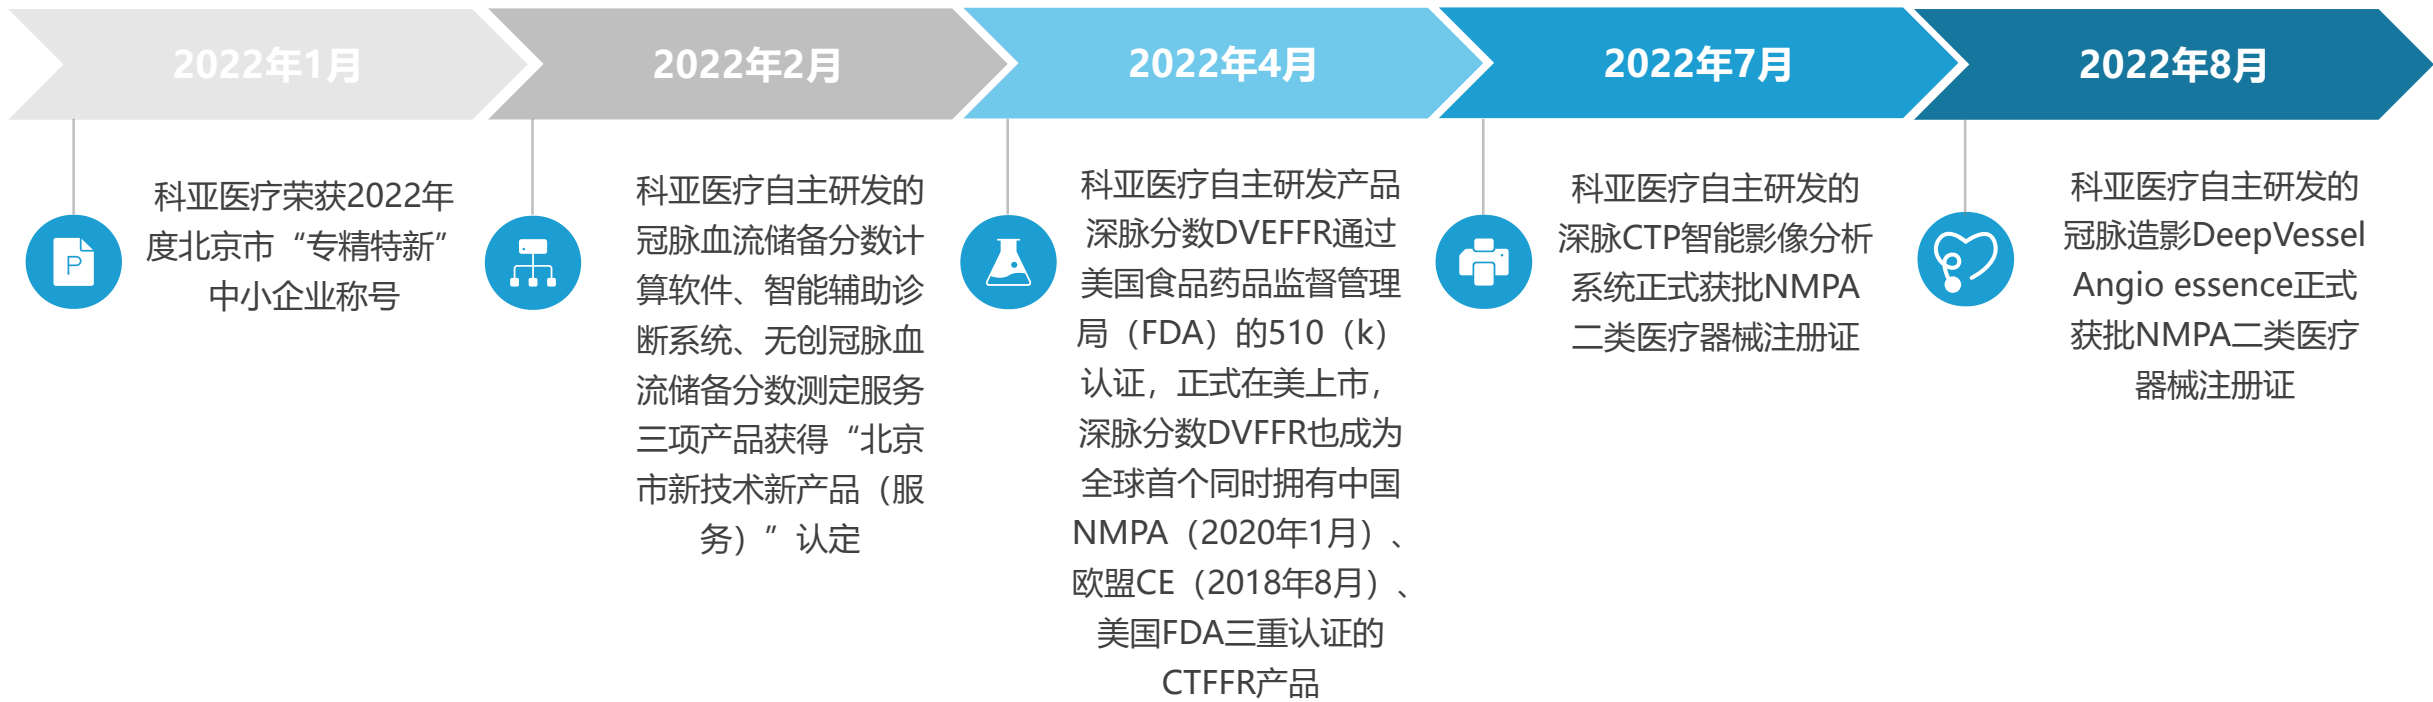 2022年1月
科亚医疗荣获2022年
度北京市“专精特新”
中小企业称号
P
2022年2月
科亚医疗自主研发的
冠脉血流储备分数计
算软件、智能辅助诊
断系统、无创冠脉血
流储备分数测定服务
三项产品获得“北京
市新技术新产品（服
务）”认定
2022年4月
科亚医疗自主研发产品
深脉分数DVEFFR通过
美国食品药品监督管理
局（FDA）的510（k）
认证，正式在美上市，
深脉分数DVFFR也成为
全球首个同时拥有中国
NMPA（2020年1月）、
欧盟CE（2018年8月）、
美国FDA三重认证的
CTFFR产品
2022年7月
科亚医疗自主研发的
深脉CTP智能影像分析
系统正式获批NMPA
二类医疗器械注册证
2022年8月
科亚医疗自主研发的
冠脉造影DeepVessel
Angio essence正式
获批NMPA二类医疗
器械注册证